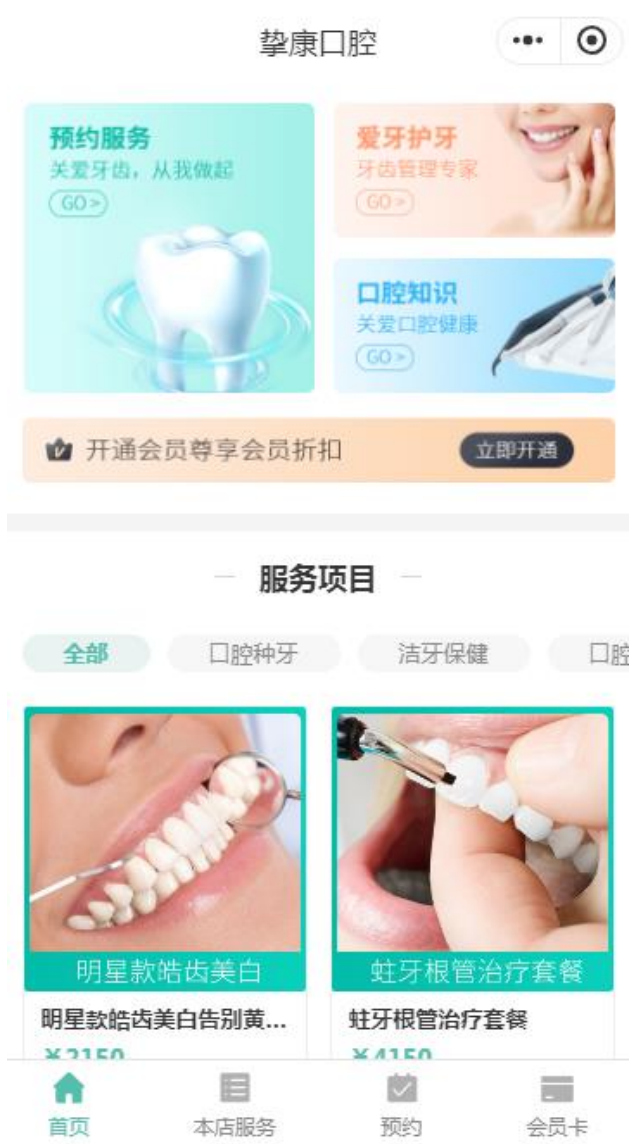 挚康口腔
预约服务
关爱牙齿，从我做起
GO >
爱牙护牙
牙齿管理专家
GO >
口腔知识
关爱口腔健康
GO >
开通会员尊享会员折扣
立即开通
服务项目
全部
口腔种牙
洁牙保健
口腔
明星款皓齿美白
蛀牙根管治疗套餐
明星款皓齿美白告别黄...
蛀牙根管治疗套餐
¥2150
¥4150
首页
本店服务
预约
会员卡